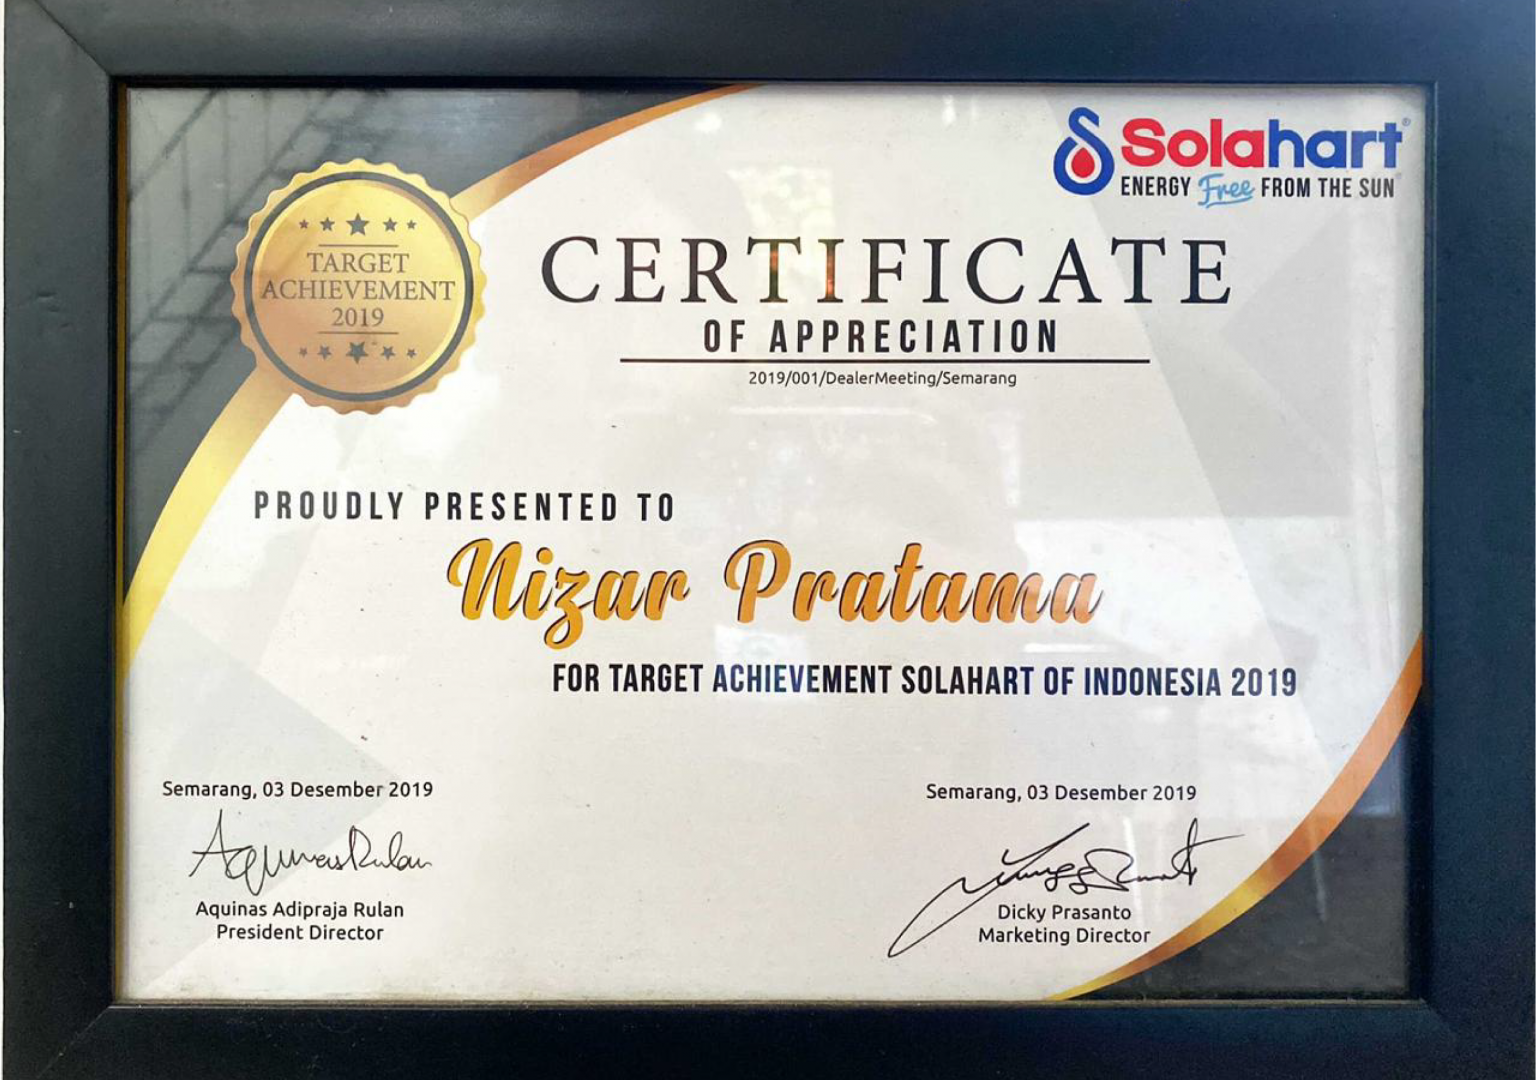 Solahart®
ENERGY Free FROM THE SUN
TARGET
ACHIEVEMENT
2019
CERTIFICATE
OF APPRECIATION
2019/001/DealerMeeting/Semarang
PROUDLY PRESENTED TO
Nizar Pratama
FOR TARGET ACHIEVEMENT SOLAHART OF INDONESIA 2019
Semarang, 03 Desember 2019
Aquinas Rulan
Aquinas Adipraja Rulan
President Director
Semarang, 03 Desember 2019
Dicky Prasanto
Marketing Director